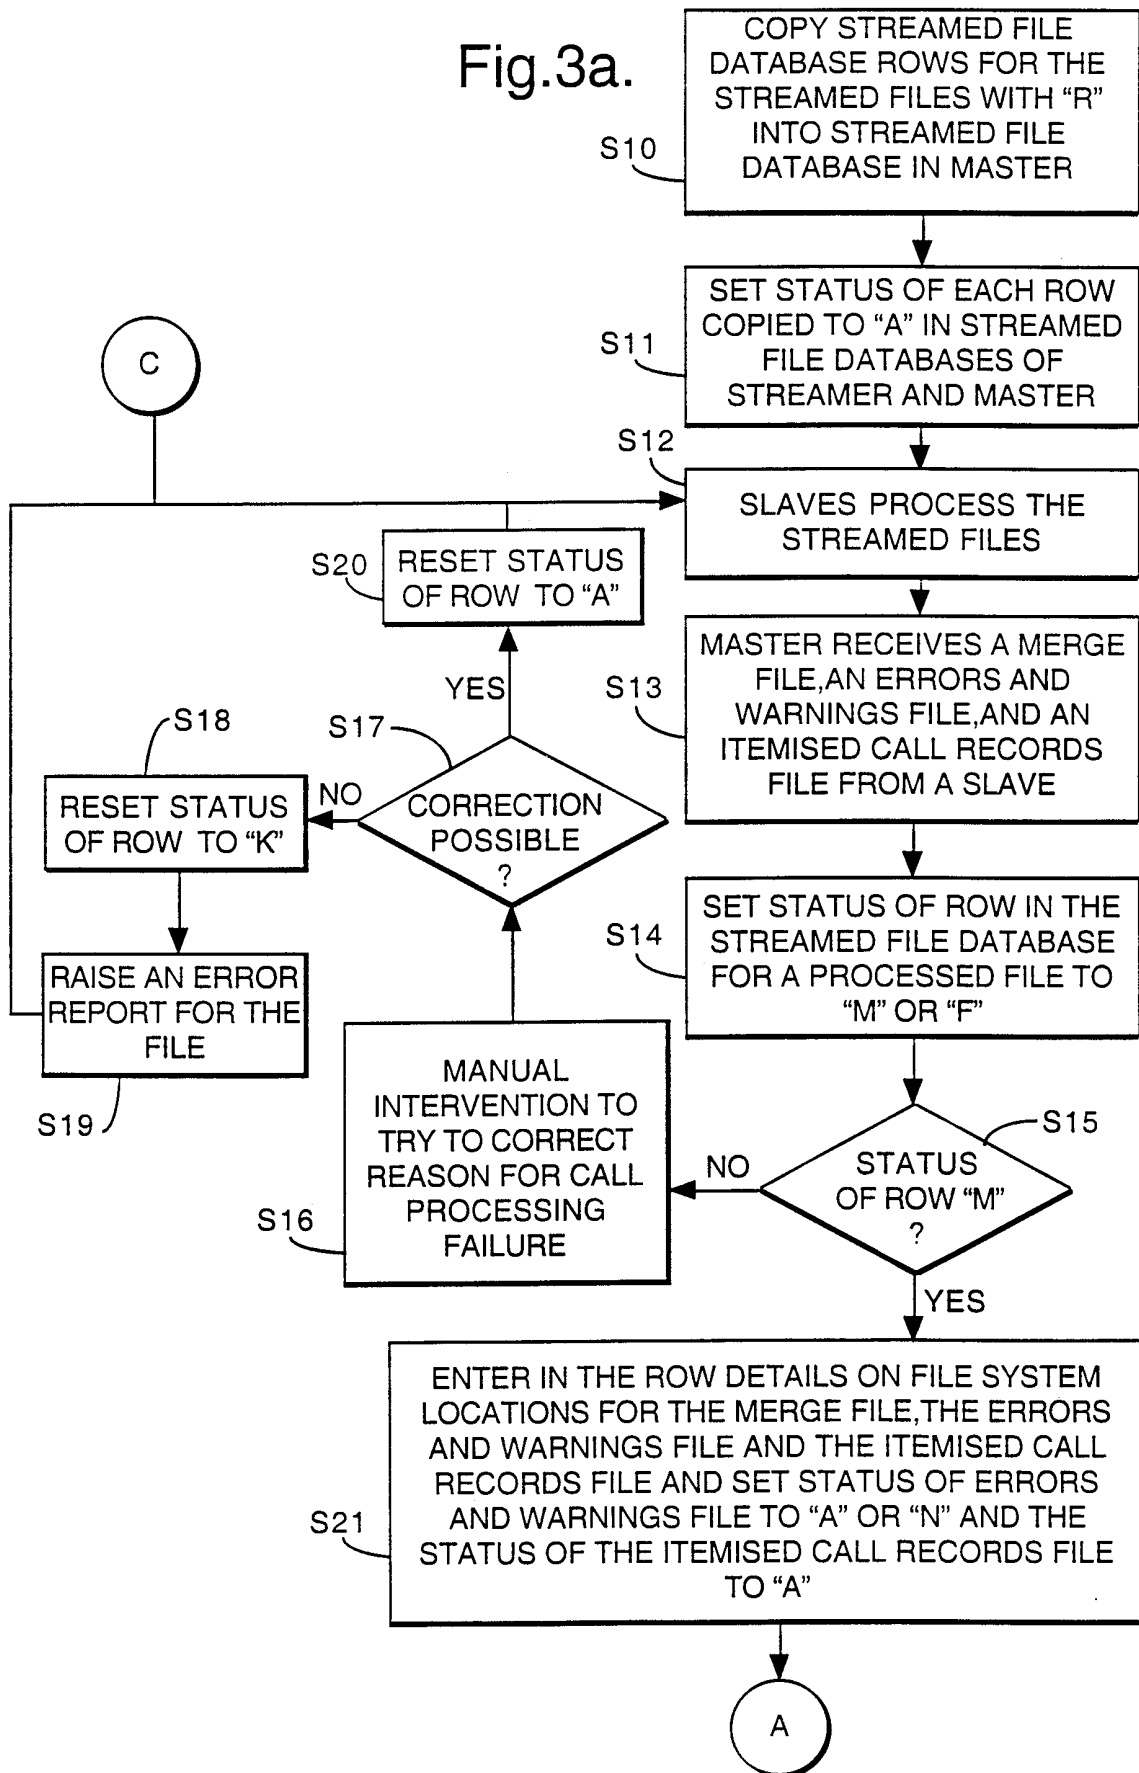 Fig.3a.
COPY STREAMED FILE
DATABASE ROWS FOR THE
STREAMED FILES WITH “R”
INTO STREAMED FILE
DATABASE IN MASTER
S10
SET STATUS OF EACH ROW
COPIED TO “A” IN STREAMED
FILE DATABASES OF
STREAMER AND MASTER
S11
C
S12
SLAVES PROCESS THE
STREAMED FILES
S20
RESET STATUS
OF ROW TO “A”
MASTER RECEIVES A MERGE
FILE,AN ERRORS AND
WARNINGS FILE,AND AN
ITEMISED CALL RECORDS
FILE FROM A SLAVE
S13
YES
S17
CORRECTION
POSSIBLE
?
NO
S18
RESET STATUS
OF ROW TO “K”
RAISE AN ERROR
REPORT FOR THE
FILE
S19
SET STATUS OF ROW IN THE
STREAMED FILE DATABASE
FOR A PROCESSED FILE TO
“M” OR “F”
S14
MANUAL
INTERVENTION TO
TRY TO CORRECT
REASON FOR CALL
PROCESSING
FAILURE
S16
NO
STATUS
OF ROW “M”
?
S15
YES
ENTER IN THE ROW DETAILS ON FILE SYSTEM
LOCATIONS FOR THE MERGE FILE,THE ERRORS
AND WARNINGS FILE AND THE ITEMISED CALL
RECORDS FILE AND SET STATUS OF ERRORS
AND WARNINGS FILE TO “A” OR “N” AND THE
STATUS OF THE ITEMISED CALL RECORDS FILE
TO “A”
S21
A